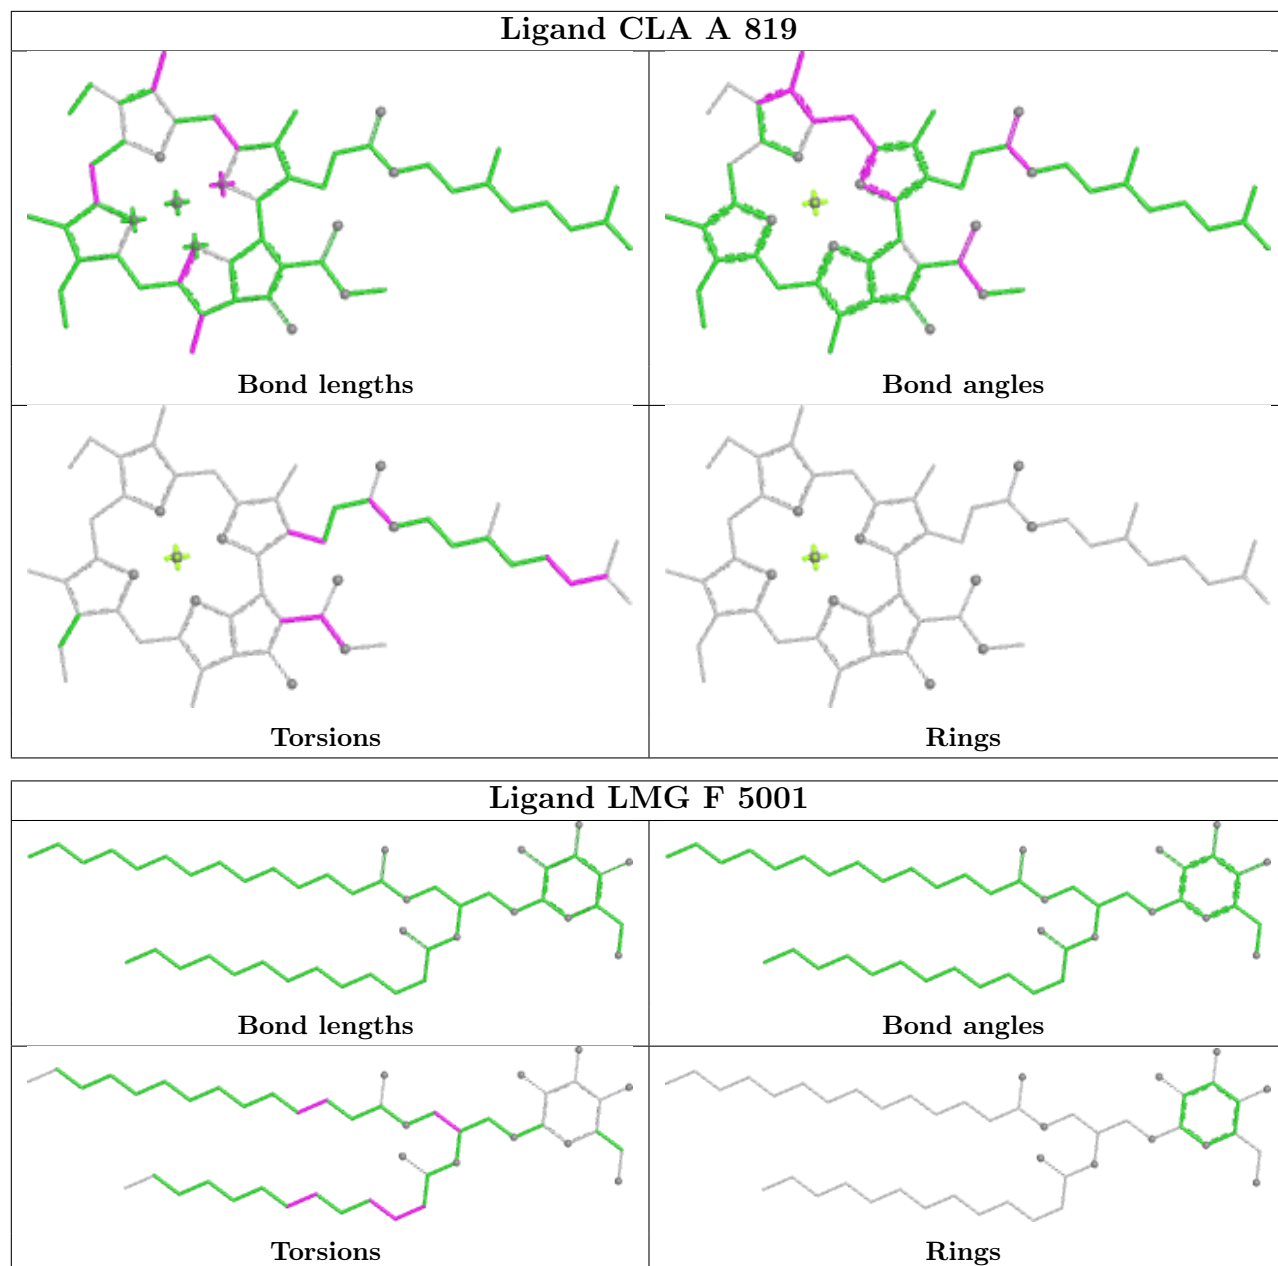 Ligand CLA A 819
Bond lengths
Bond angles
Torsions
Rings
Ligand LMG F 5001
Bond lengths
Bond angles
Torsions
Rings